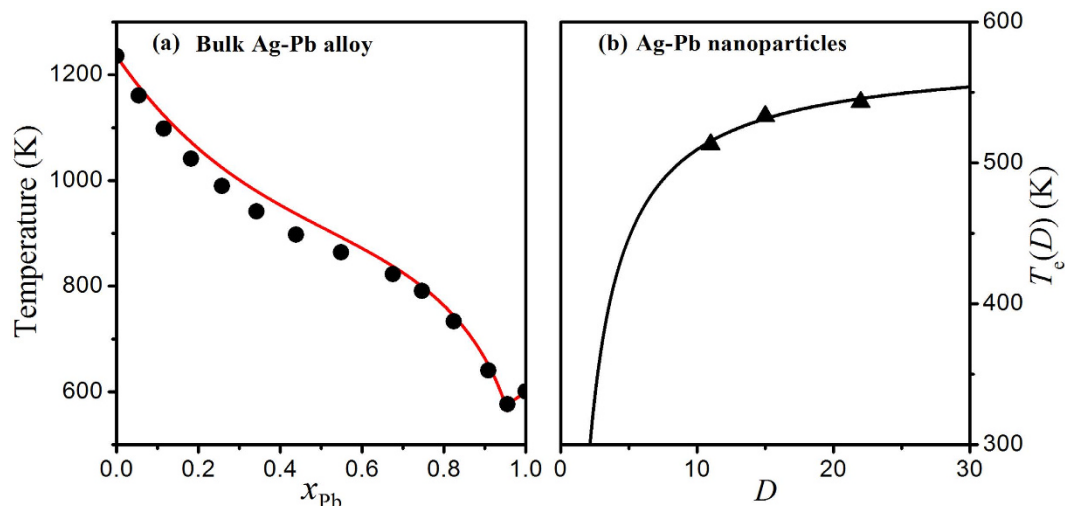 (a) Bulk Ag-Pb alloy
Temperature (K)
1200
1000
800
600
0.0 0.2 0.4 0.6 0.8 1.0
x_Pb
(b) Ag-Pb nanoparticles
600
500
400
300
T_e(D) (K)
0 10 20 30
D